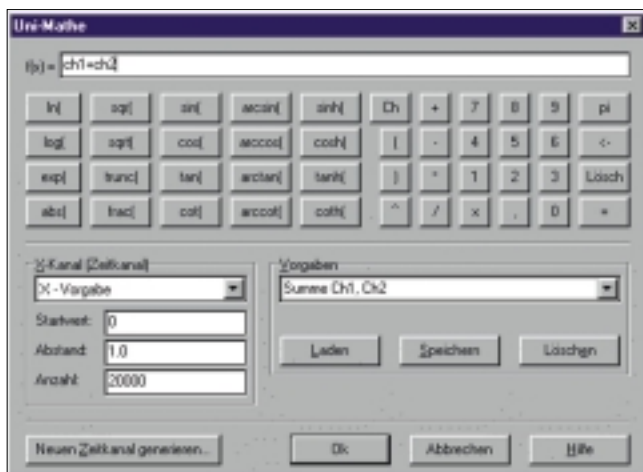 Uni-Mathe
f(x) = ch1+ch2
ln( sqr( sin( arcsin( sinh( Ch + 7 8 9 pi
log( sqrt( cos( arccos( cosh( ( - 4 5 6 <-
exp( trunc( tan( arctan( tanh( ) * 1 2 3 Lösch
abs( frac( cot( arccot( coth( ^ / x , 0 =
X-Kanal (Zeitkanal)
X - Vorgabe
Startwert: 0
Abstand: 1,0
Anzahl: 20000
Vorgaben
Summe Ch1, Ch2
Laden Speichern Löschen
Neuen Zeitkanal generieren... Ok Abbrechen Hilfe